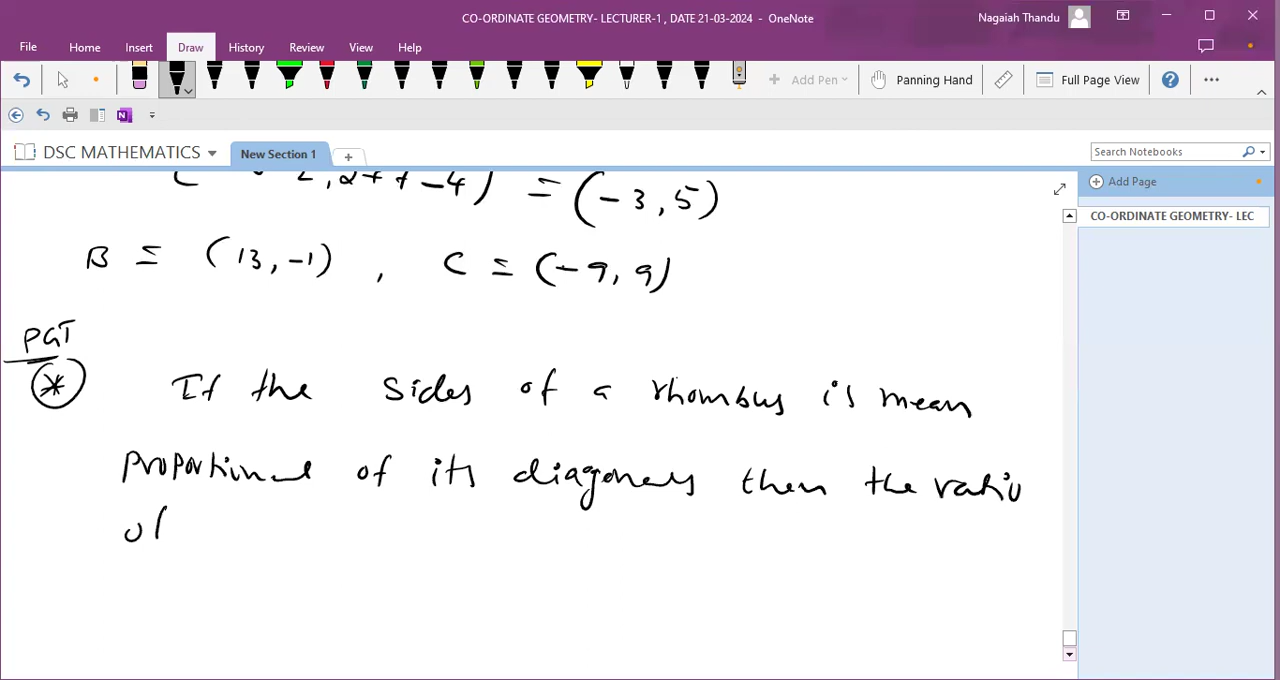 CO-ORDINATE GEOMETRY- LECTURER-1 , DATE 21-03-2024 - OneNote
Nagaiah Thandu
File Home Insert Draw History Review View Help
Add Pen
Panning Hand
Full Page View
DSC MATHEMATICS
New Section 1
Search Notebooks
Add Page
CO-ORDINATE GEOMETRY- LEC
-4) ≡ (-3, 5)
B ≡ (13, -1) , C ≡ (-9, 9)
PGT
* If the sides of a rhombus is mean
proportional of its diagonals then the ratio
of